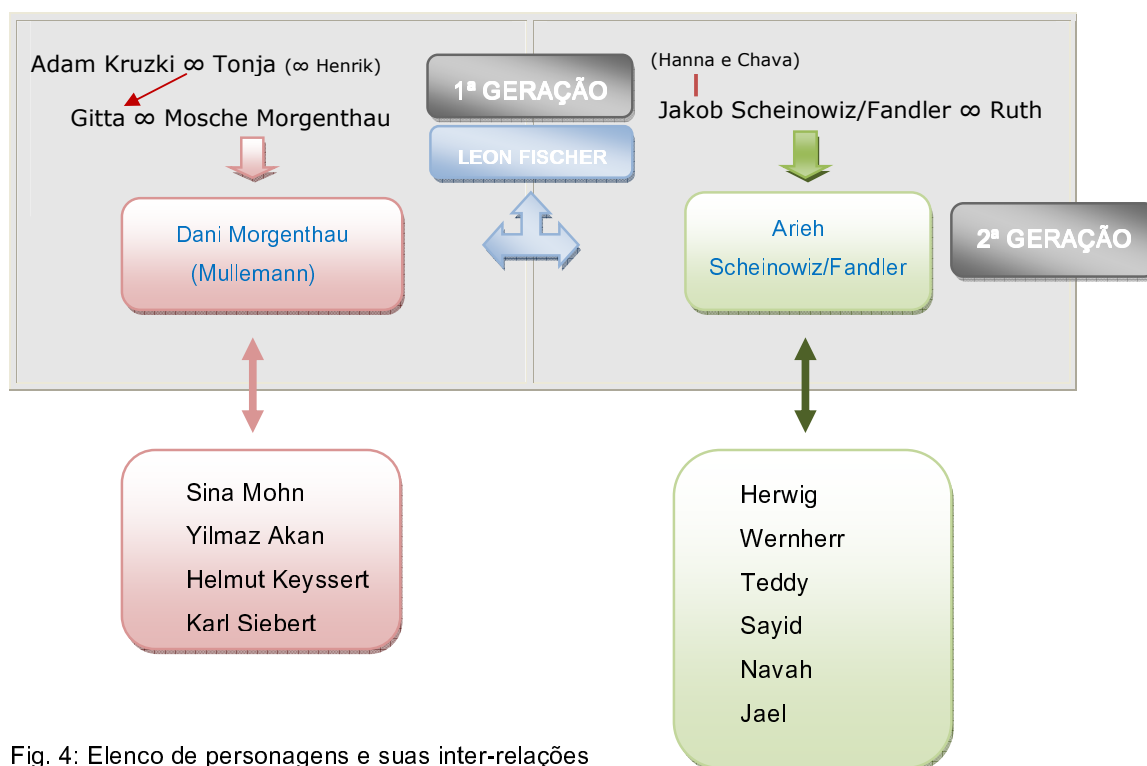 Adam Kruzki ∞ Tonja (∞ Henrik)
Gitta ∞ Mosche Morgenthau
1ª GERAÇÃO
LEON FISCHER
(Hanna e Chava)
Jakob Scheinowiz/Fandler ∞ Ruth
Dani Morgenthau
(Mullemann)
Arieh
Scheinowiz/Fandler
2ª GERAÇÃO
Sina Mohn
Yilmaz Akan
Helmut Keyssert
Karl Siebert
Herwig
Wernherr
Teddy
Sayid
Navah
Jael
Fig. 4: Elenco de personagens e suas inter-relações